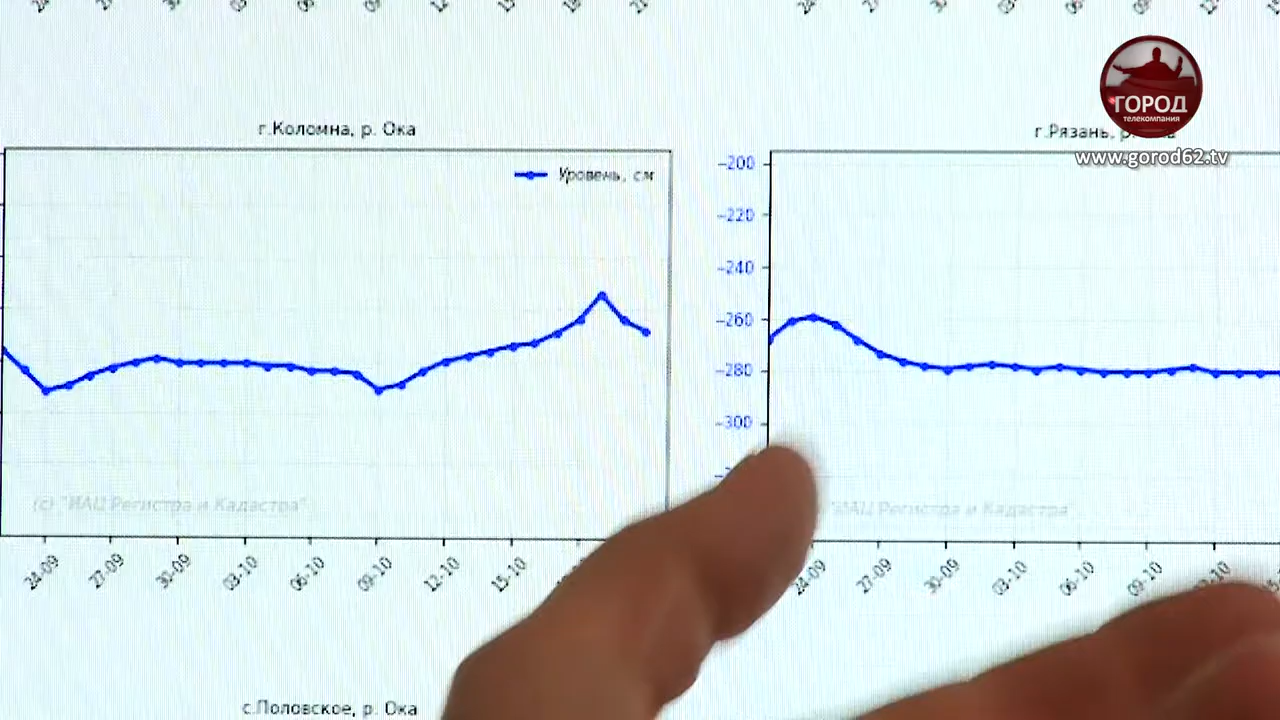 ГОРОД
телекомпания
www.gorod62.tv
г.Коломна, р. Ока
г.Рязань, р.
Уровень, см
−200
−220
−240
−260
−280
−300
(с) "ИАЦ Регистра и Кадастра"
"ИАЦ Регистра и Кадастра
24-09
27-09
30-09
03-10
06-10
09-10
12-10
15-10
24-09
27-09
30-09
03-10
06-10
09-10
с.Половское, р. Ока